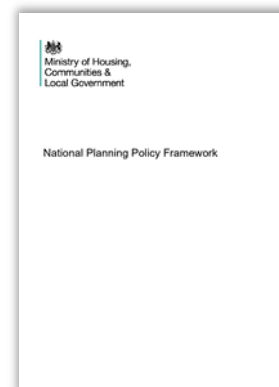 Ministry of Housing,
Communities &
Local Government
National Planning Policy Framework